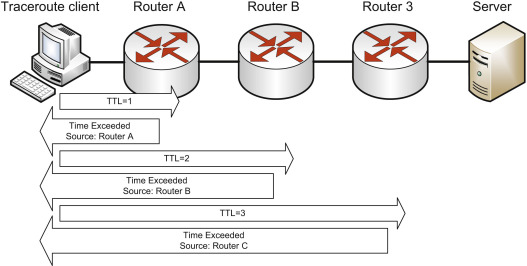 Traceroute client
Router A
Router B
Router 3
Server
TTL=1
Time Exceeded
Source: Router A
TTL=2
Time Exceeded
Source: Router B
TTL=3
Time Exceeded
Source: Router C